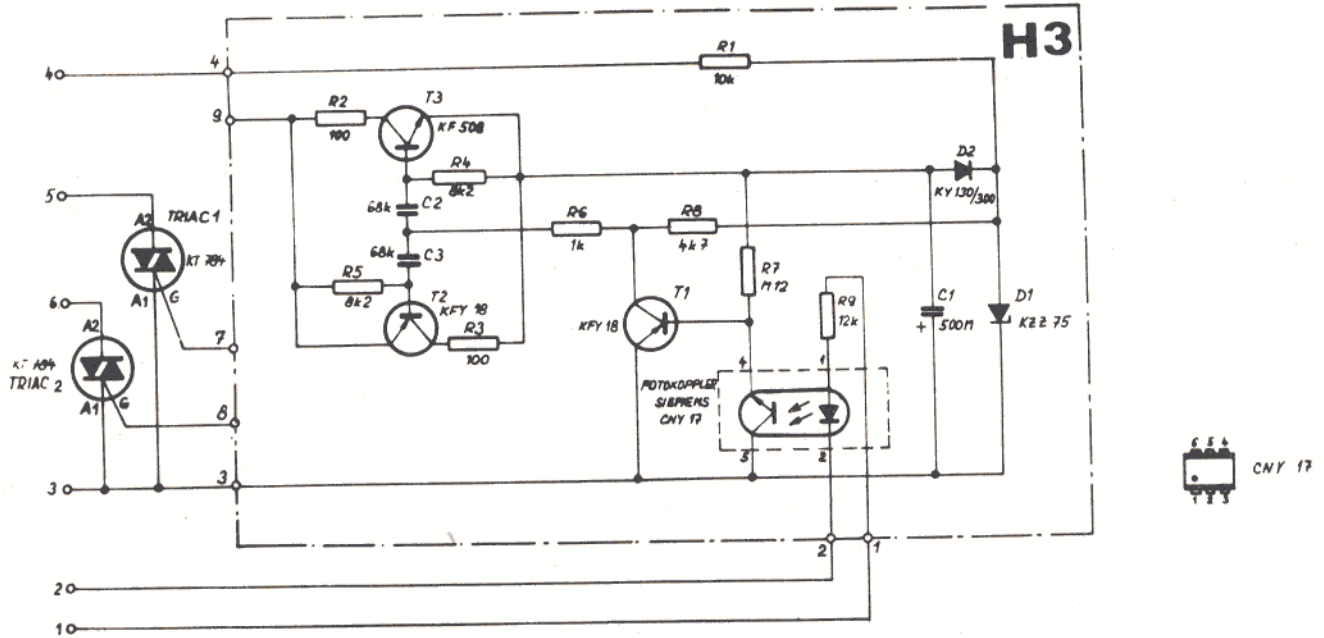 H3
4
4
R1
10k
9
R2
100
T3
KF 508
R4
8k2
D2
KY 130/300
5
A2
TRIAC 1
KT 784
A1
G
68k
C2
R6
1k
R8
4k7
68k
C3
R5
8k2
R7
M12
R9
12k
C1
+ 500M
D1
KZZ 75
6
A2
KT 784
TRIAC 2
A1
G
7
8
T2
KFY 18
R3
100
T1
KFY 18
4
1
FOTOKOPPLER
SIEMENS
CNY 17
5
2
3
3
2
1
2
1
6 5 4
CNY 17
1 2 3